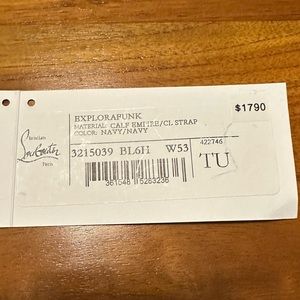 Christian
Louboutin
Paris
EXPLORAFUNK
MATERIAL: CALF EMPIRE/CL STRAP
COLOR: NAVY/NAVY
$1790
3215039 BL6H W53
422746
TU